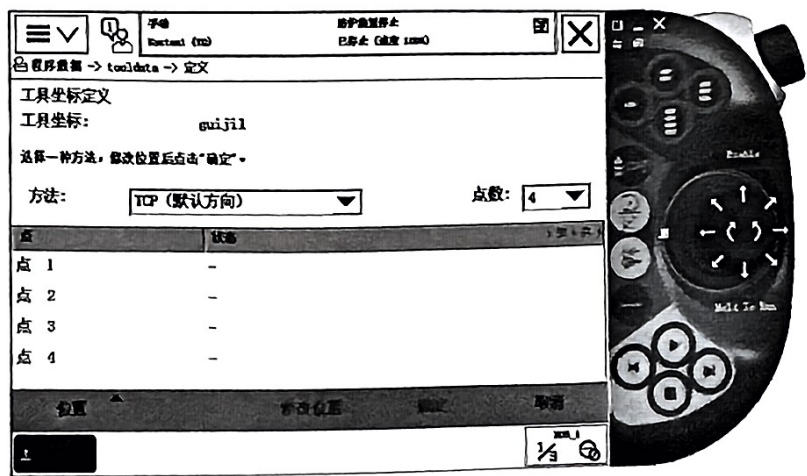 手动
防护装置停止
已停止 (速度 100%)
程序数据 -> tooldata -> 定义
工具坐标定义
工具坐标: guiji1
选择一种方法，修改位置后点击“确定”。
方法: TCP (默认方向) 点数: 4
点 状态
点 1 -
点 2 -
点 3 -
点 4 -
位置 修改位置 确定 取消
1/3
Enable
Hold To Run